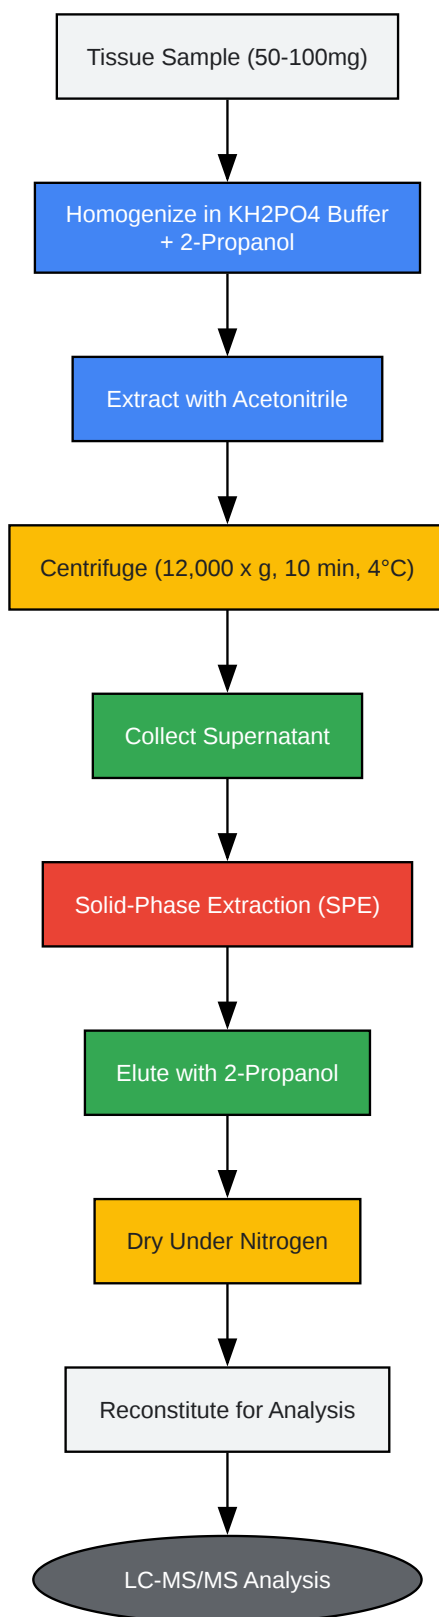 Tissue Sample (50-100mg)
Homogenize in KH2PO4 Buffer
+ 2-Propanol
Extract with Acetonitrile
Centrifuge (12,000 x g, 10 min, 4°C)
Collect Supernatant
Solid-Phase Extraction (SPE)
Elute with 2-Propanol
Dry Under Nitrogen
Reconstitute for Analysis
LC-MS/MS Analysis